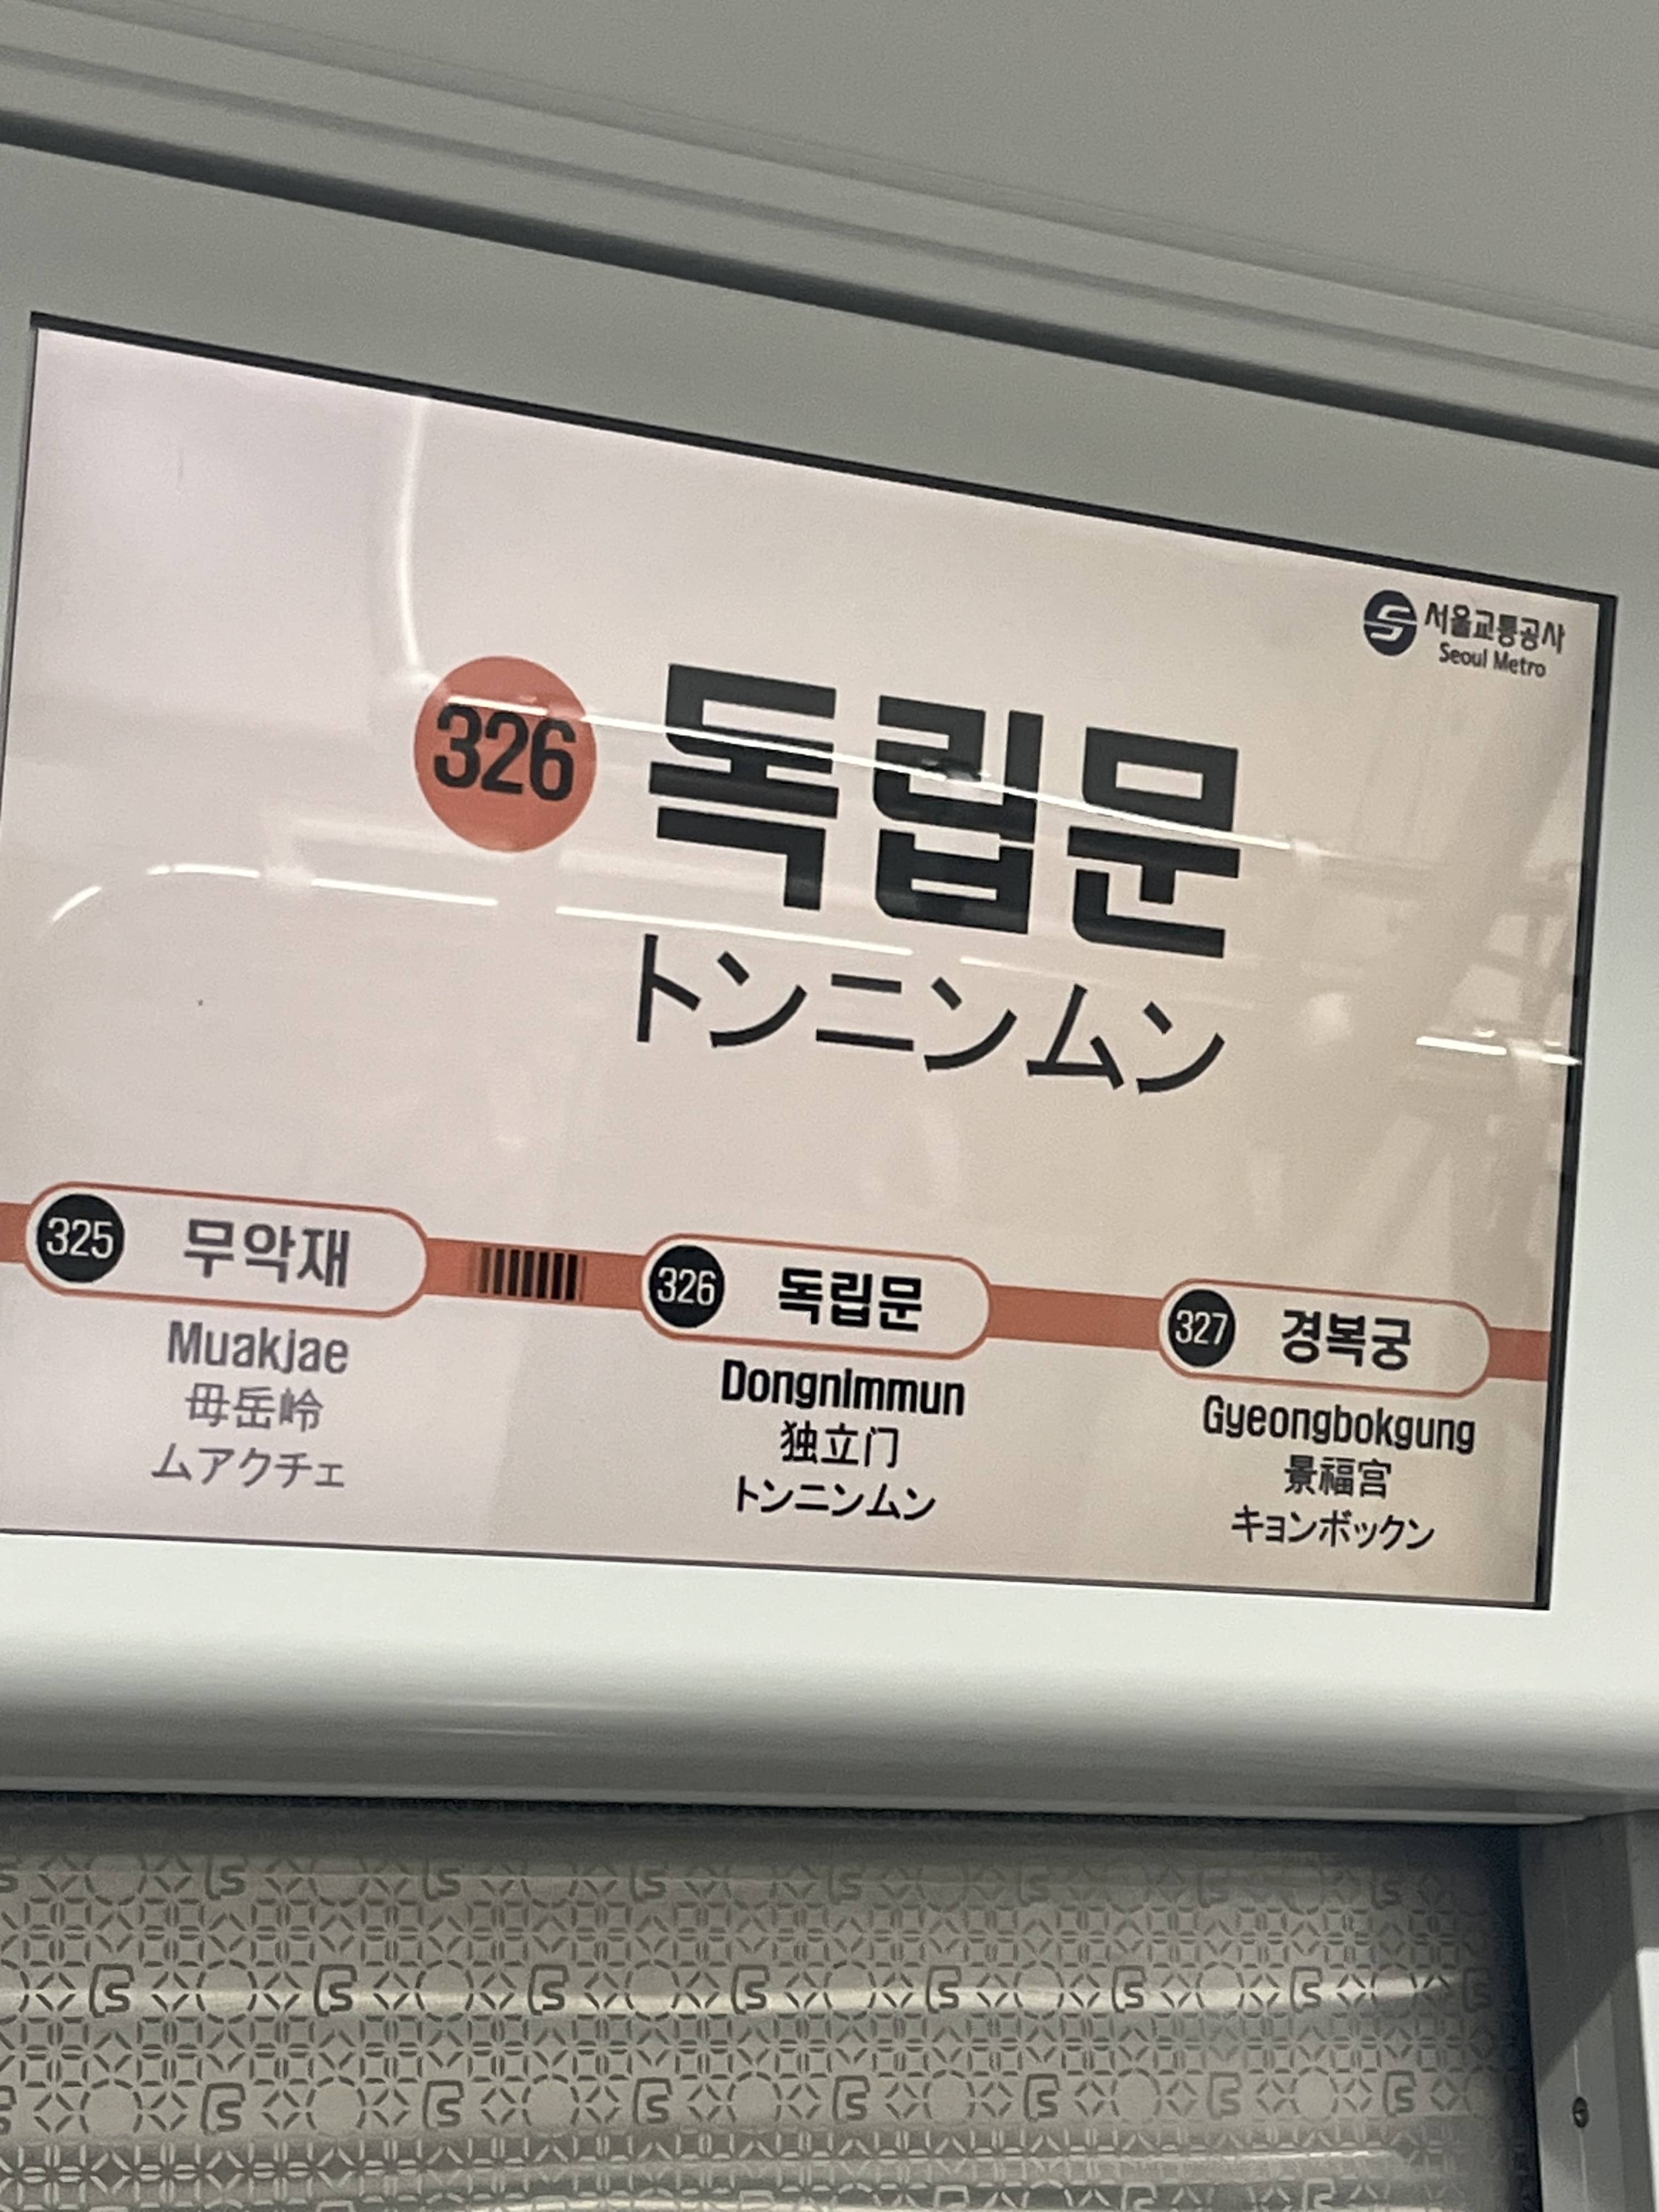 서울교통공사
Seoul Metro
326 독립문
トンニンムン
325 무악재
Muakjae
毋岳岭
ムアクチェ
326 독립문
Dongnimmun
独立门
トンニンムン
327 경복궁
Gyeongbokgung
景福宫
キョンボックン